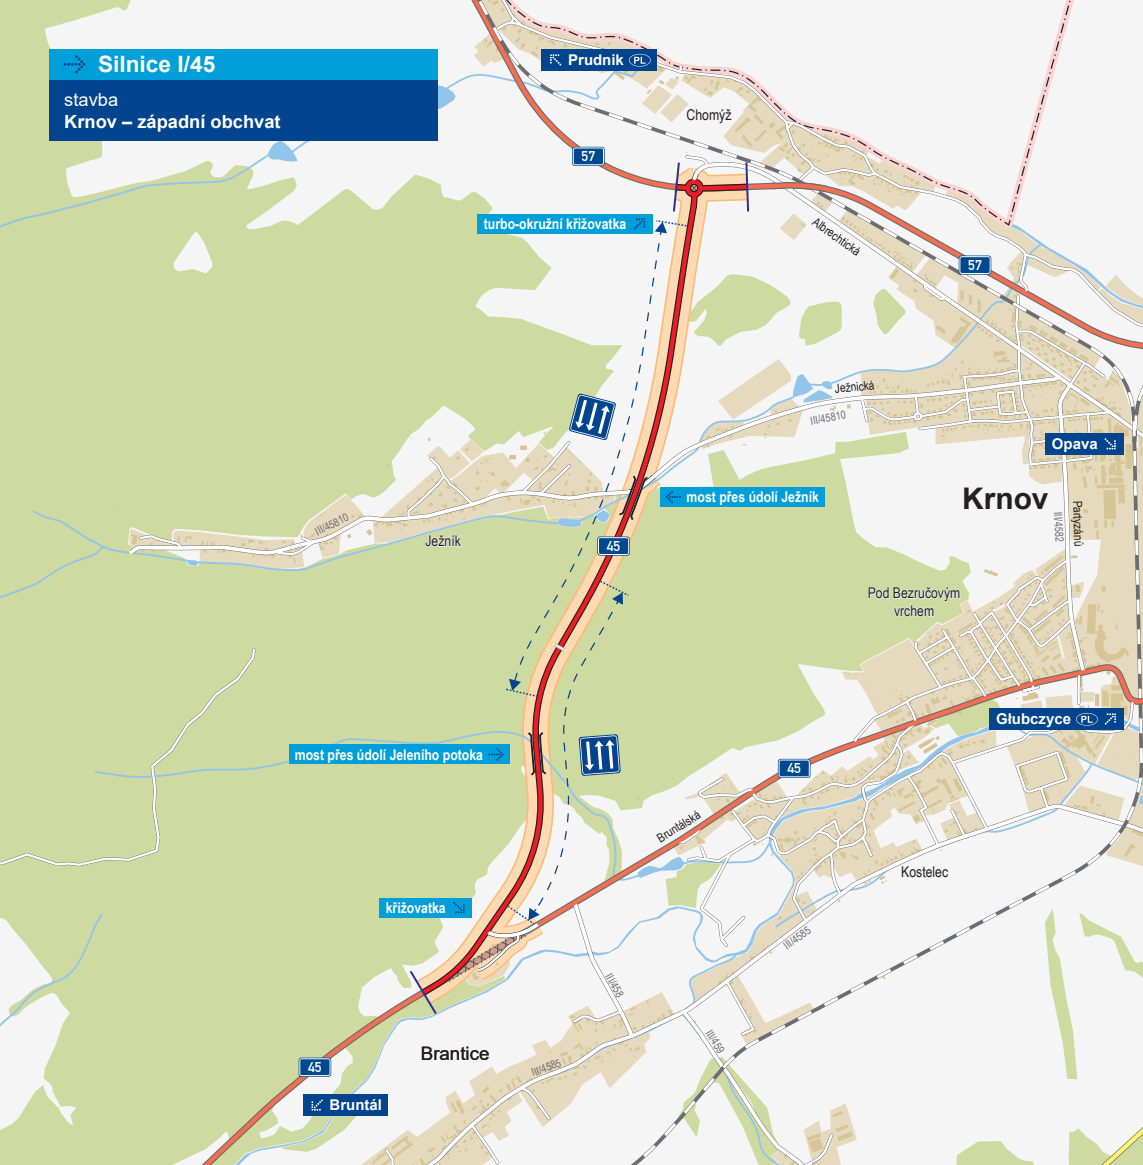 Silnice I/45
stavba
Krnov – západní obchvat
Prudnik PL
Chomýž
57
turbo-okružní křižovatka
Albrechtická
57
Ježnická
III/45810
Opava
most přes údolí Ježník
Krnov
III/45810
Ježník
45
Partyzánů
III/4582
Pod Bezručovým
vrchem
Głubczyce PL
most přes údolí Jeleního potoka
45
Bruntálská
Kostelec
křižovatka
III/4585
III/458
III/459
Brantice
III/4585
45
Bruntál